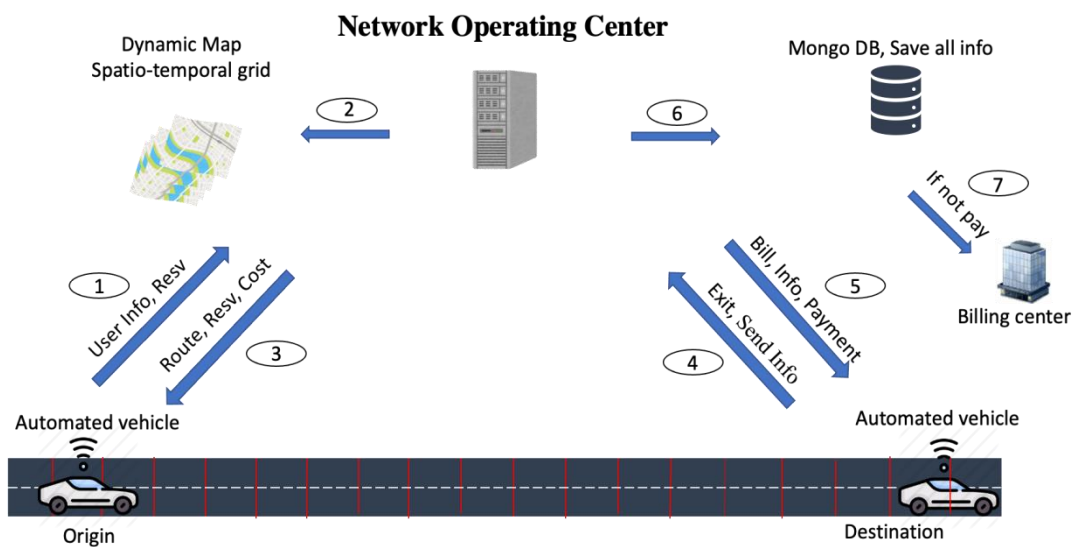 Network Operating Center
Dynamic Map
Spatio-temporal grid
Mongo DB, Save all info
2
6
7
If not pay
1
User Info, Resv
Route, Resv, Cost
3
Bill, Info, Payment
5
Exit, Send Info
4
Billing center
Automated vehicle
Automated vehicle
Origin
Destination